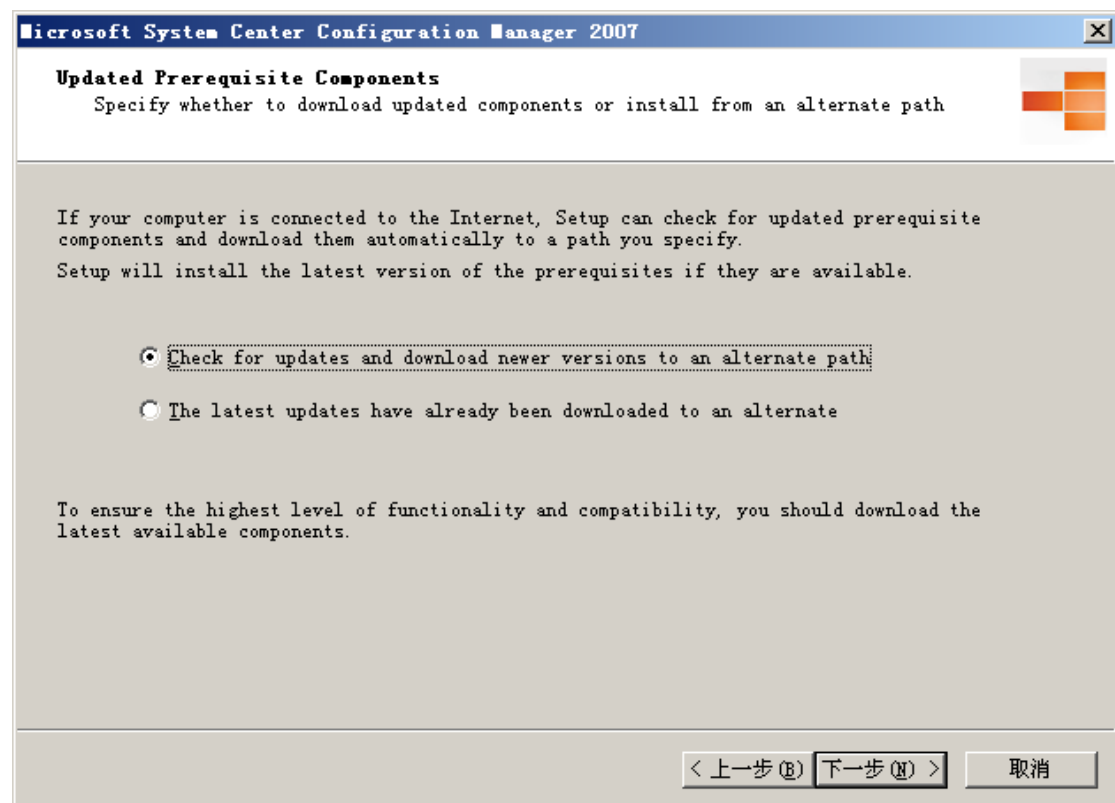 Microsoft System Center Configuration Manager 2007
Updated Prerequisite Components
Specify whether to download updated components or install from an alternate path
If your computer is connected to the Internet, Setup can check for updated prerequisite
components and download them automatically to a path you specify.
Setup will install the latest version of the prerequisites if they are available.
Check for updates and download newer versions to an alternate path
The latest updates have already been downloaded to an alternate
To ensure the highest level of functionality and compatibility, you should download the
latest available components.
< 上一步(B) 下一步(N) > 取消